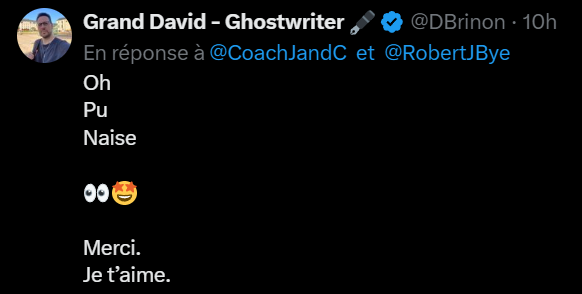 Grand David - Ghostwriter 🖋️ @DBrinon · 10h
En réponse à @CoachJandC et @RobertJBye
Oh
Pu
Naise
👀🤩
Merci.
Je t’aime.